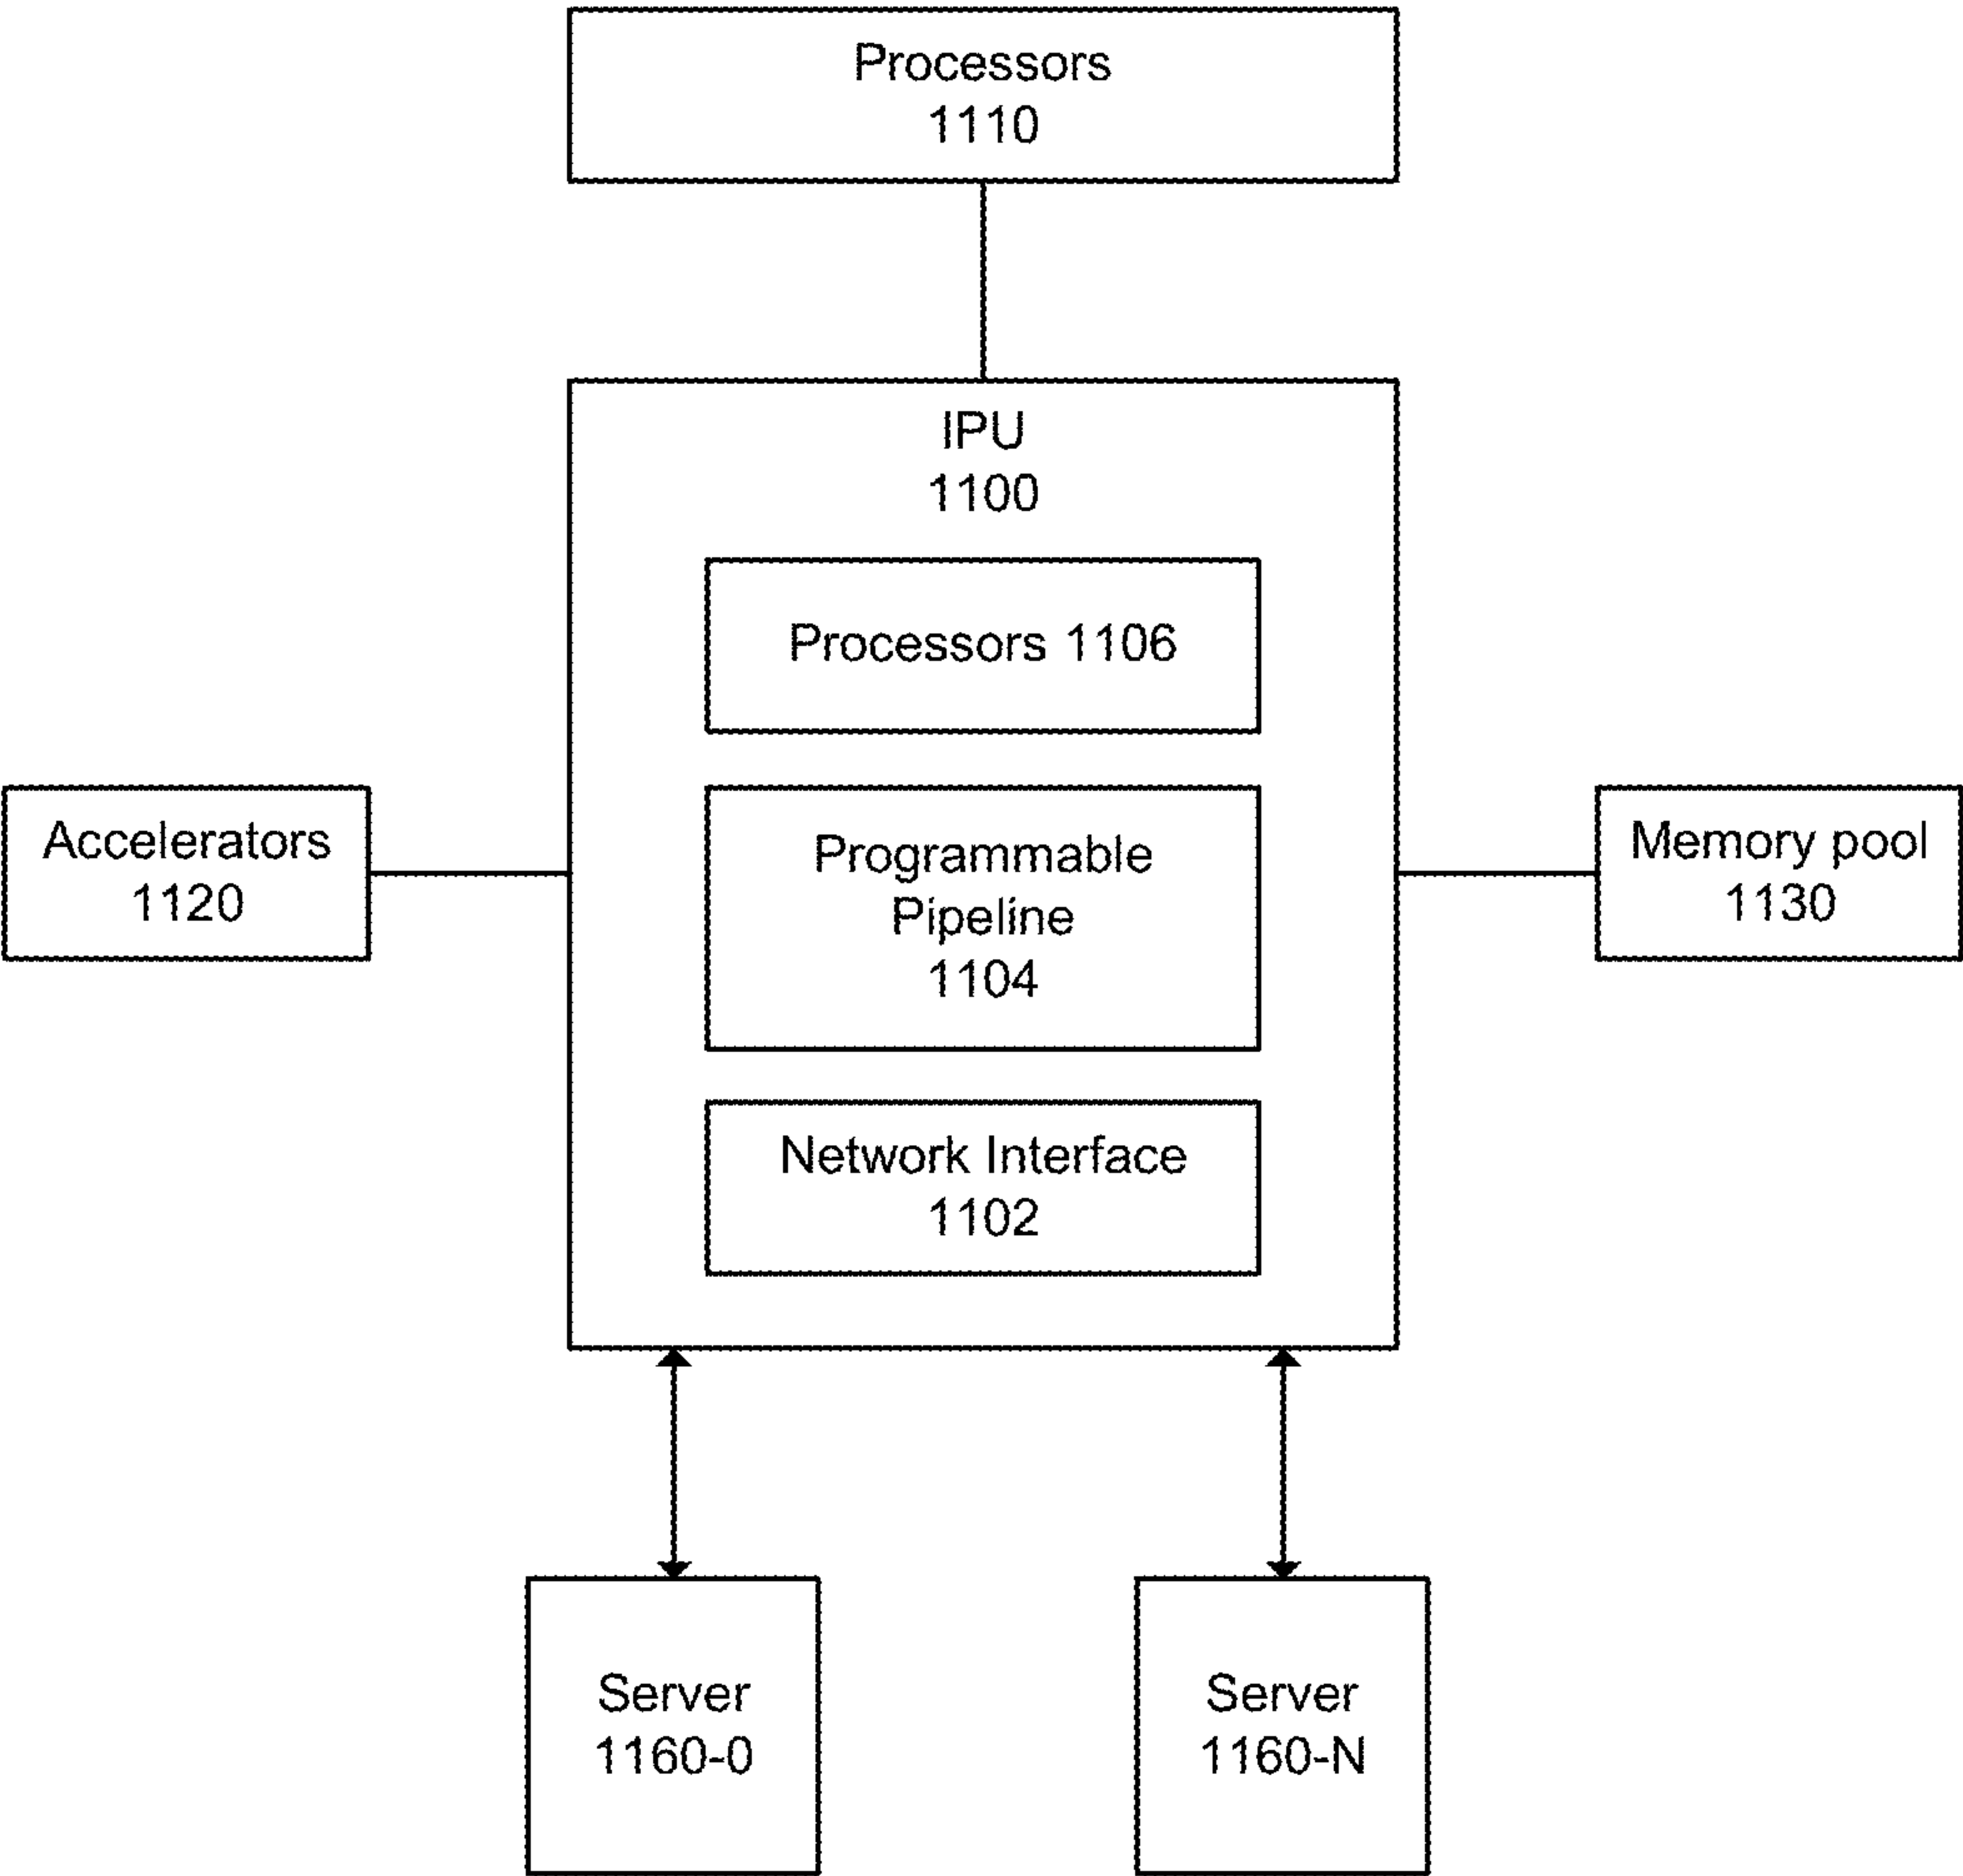 Processors
1110
IPU
1100
Processors 1106
Accelerators
1120
Programmable
Pipeline
1104
Memory pool
1130
Network Interface
1102
Server
1160-0
Server
1160-N